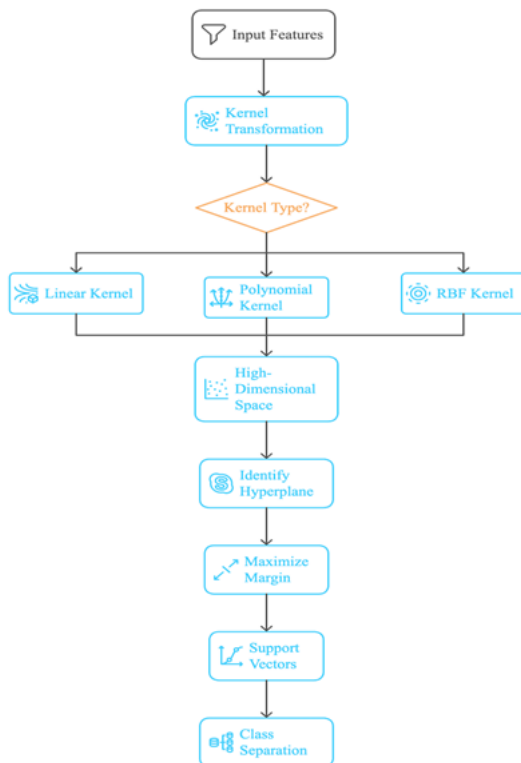 Input Features
Kernel
Transformation
Kernel Type?
Linear Kernel
Polynomial
Kernel
RBF Kernel
High-
Dimensional
Space
Identify
Hyperplane
Maximize
Margin
Support
Vectors
Class
Separation